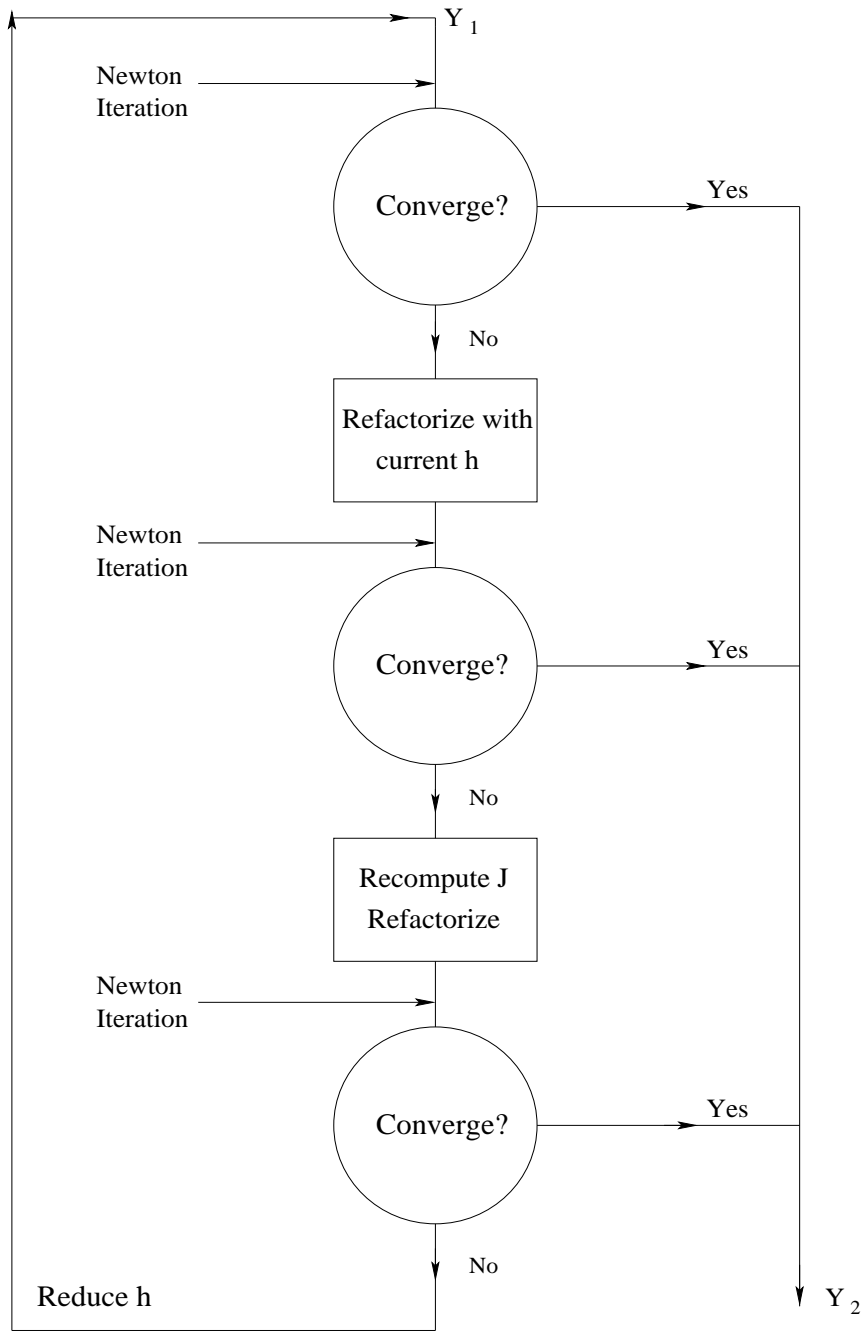 Y 1
Newton
Iteration
Converge?
Yes
No
Refactorize with
current h
Newton
Iteration
Converge?
Yes
No
Recompute J
Refactorize
Newton
Iteration
Converge?
Yes
No
Reduce h
Y 2